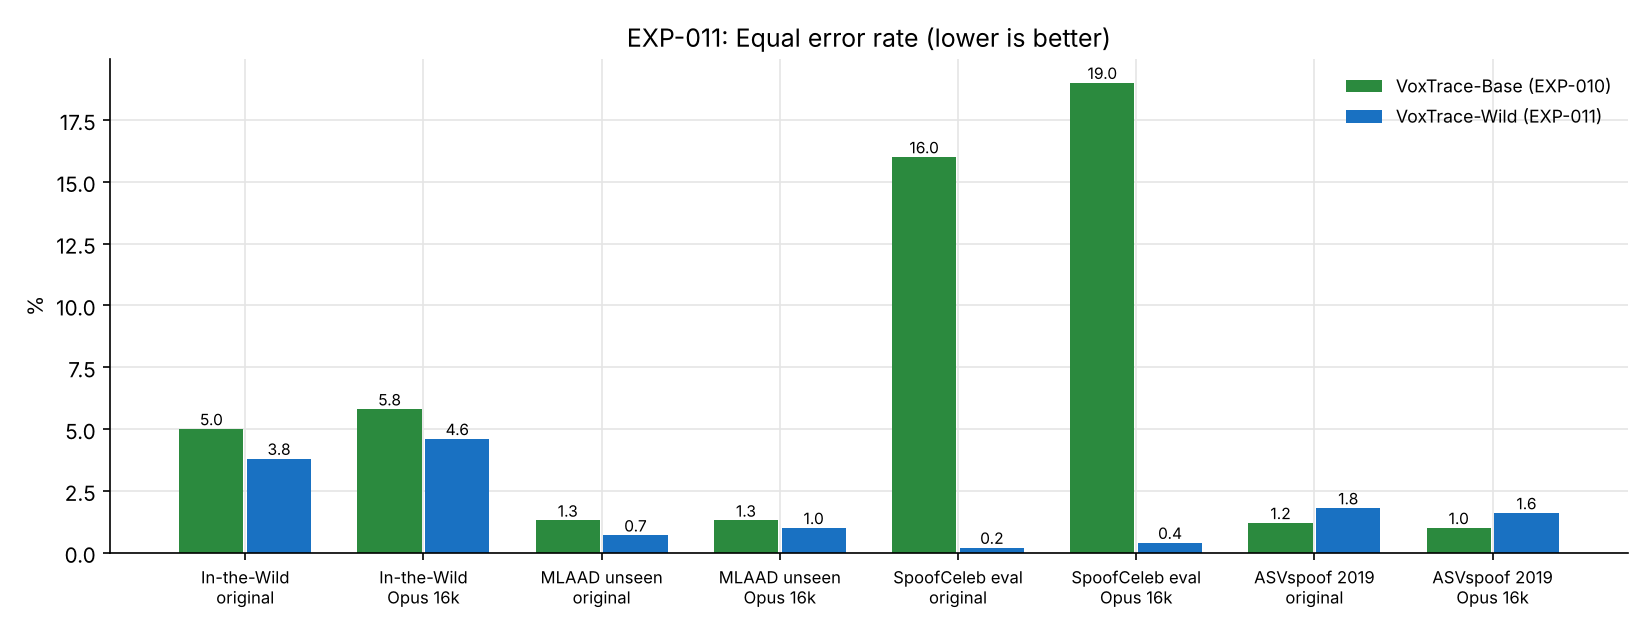 EXP-011: Equal error rate (lower is better)
VoxTrace-Base (EXP-010)
VoxTrace-Wild (EXP-011)
%
17.5
15.0
12.5
10.0
7.5
5.0
2.5
0.0
5.0
3.8
5.8
4.6
1.3
0.7
1.3
1.0
16.0
0.2
19.0
0.4
1.2
1.8
1.0
1.6
In-the-Wild
original
In-the-Wild
Opus 16k
MLAAD unseen
original
MLAAD unseen
Opus 16k
SpoofCeleb eval
original
SpoofCeleb eval
Opus 16k
ASVspoof 2019
original
ASVspoof 2019
Opus 16k